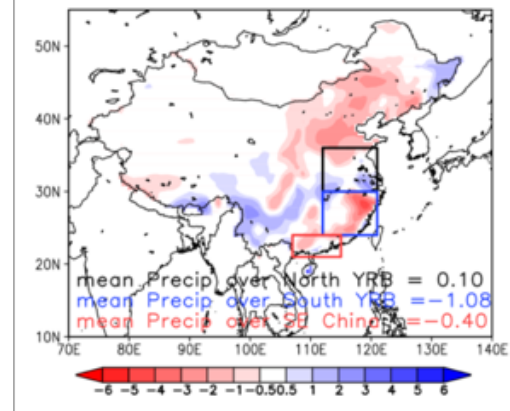 50N
40N
30N
20N
mean Precip over North YRB = 0.10
mean Precip over South YRB =-1.08
mean Precip over SE China =-0.40
10N
70E 80E 90E 100E 110E 120E 130E 140E
-6 -5 -4 -3 -2 -1 -0.5 0.5 1 2 3 4 5 6